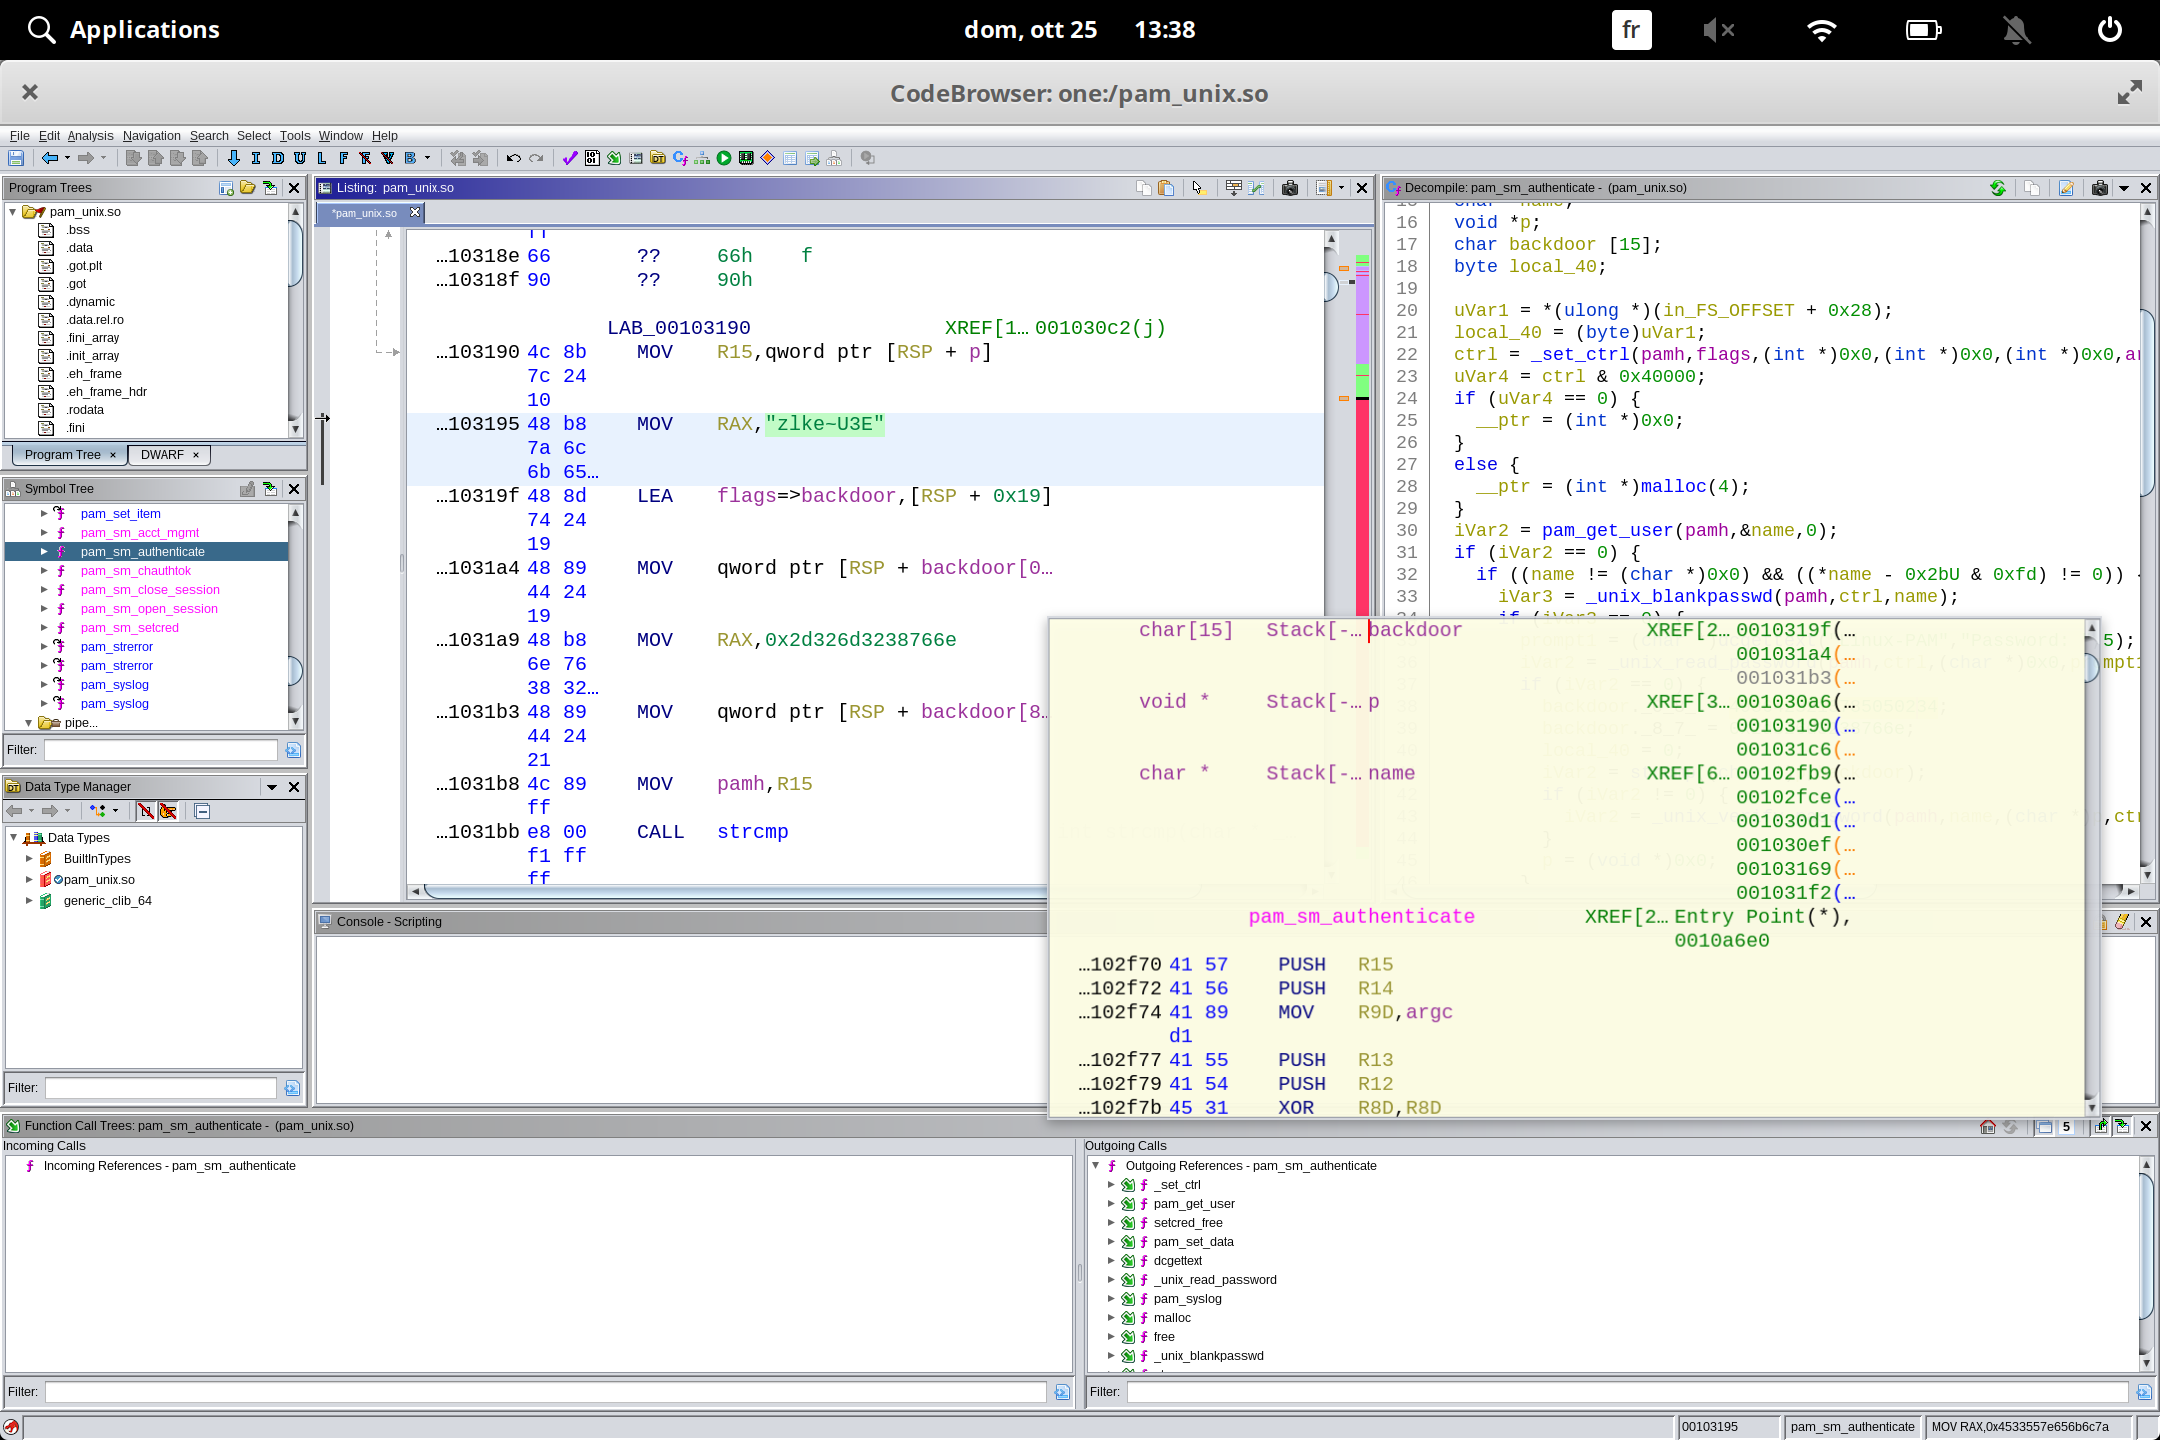 Applications
dom, ott 25 13:38
fr
CodeBrowser: one:/pam_unix.so
File Edit Analysis Navigation Search Select Tools Window Help
Program Trees
pam_unix.so
.bss
.data
.got.plt
.got
.dynamic
.data.rel.ro
.fini_array
.init_array
.eh_frame
.eh_frame_hdr
.rodata
.fini
Program Tree × DWARF ×
Symbol Tree
pam_set_item
pam_sm_acct_mgmt
pam_sm_authenticate
pam_sm_chauthtok
pam_sm_close_session
pam_sm_open_session
pam_sm_setcred
pam_strerror
pam_strerror
pam_syslog
pam_syslog
pipe...
Filter:
Data Type Manager
Data Types
BuiltInTypes
pam_unix.so
generic_clib_64
Filter:
Listing: pam_unix.so
*pam_unix.so
…10318e 66 ?? 66h f
…10318f 90 ?? 90h
LAB_00103190 XREF[1… 001030c2(j)
…103190 4c 8b MOV R15,qword ptr [RSP + p]
7c 24
10
…103195 48 b8 MOV RAX,"zlke~U3E"
7a 6c
6b 65…
…10319f 48 8d LEA flags=>backdoor,[RSP + 0x19]
74 24
19
…1031a4 48 89 MOV qword ptr [RSP + backdoor[0…
44 24
19
…1031a9 48 b8 MOV RAX,0x2d326d3238766e
6e 76
38 32…
…1031b3 48 89 MOV qword ptr [RSP + backdoor[8…
44 24
21
…1031b8 4c 89 MOV pamh,R15
ff
…1031bb e8 00 CALL strcmp
f1 ff
ff
Decompile: pam_sm_authenticate - (pam_unix.so)
16 void *p;
17 char backdoor [15];
18 byte local_40;
19
20 uVar1 = *(ulong *)(in_FS_OFFSET + 0x28);
21 local_40 = (byte)uVar1;
22 ctrl = _set_ctrl(pamh,flags,(int *)0x0,(int *)0x0,(int *)0x0,ar
23 uVar4 = ctrl & 0x40000;
24 if (uVar4 == 0) {
25 __ptr = (int *)0x0;
26 }
27 else {
28 __ptr = (int *)malloc(4);
29 }
30 iVar2 = pam_get_user(pamh,&name,0);
31 if (iVar2 == 0) {
32 if ((name != (char *)0x0) && ((*name - 0x2bU & 0xfd) != 0))
33 iVar3 = _unix_blankpasswd(pamh,ctrl,name);
char[15] Stack[-… backdoor XREF[2… 0010319f(…
001031a4(…
001031b3(…
void * Stack[-… p XREF[3… 001030a6(…
00103190(…
001031c6(…
char * Stack[-… name XREF[6… 00102fb9(…
00102fce(…
001030d1(…
001030ef(…
00103169(…
001031f2(…
pam_sm_authenticate XREF[2… Entry Point(*),
0010a6e0
…102f70 41 57 PUSH R15
…102f72 41 56 PUSH R14
…102f74 41 89 MOV R9D,argc
d1
…102f77 41 55 PUSH R13
…102f79 41 54 PUSH R12
…102f7b 45 31 XOR R8D,R8D
Console - Scripting
Function Call Trees: pam_sm_authenticate - (pam_unix.so)
5
Incoming Calls
Incoming References - pam_sm_authenticate
Filter:
Outgoing Calls
Outgoing References - pam_sm_authenticate
_set_ctrl
pam_get_user
setcred_free
pam_set_data
dcgettext
_unix_read_password
pam_syslog
malloc
free
_unix_blankpasswd
Filter:
00103195 pam_sm_authenticate MOV RAX,0x4533557e656b6c7a